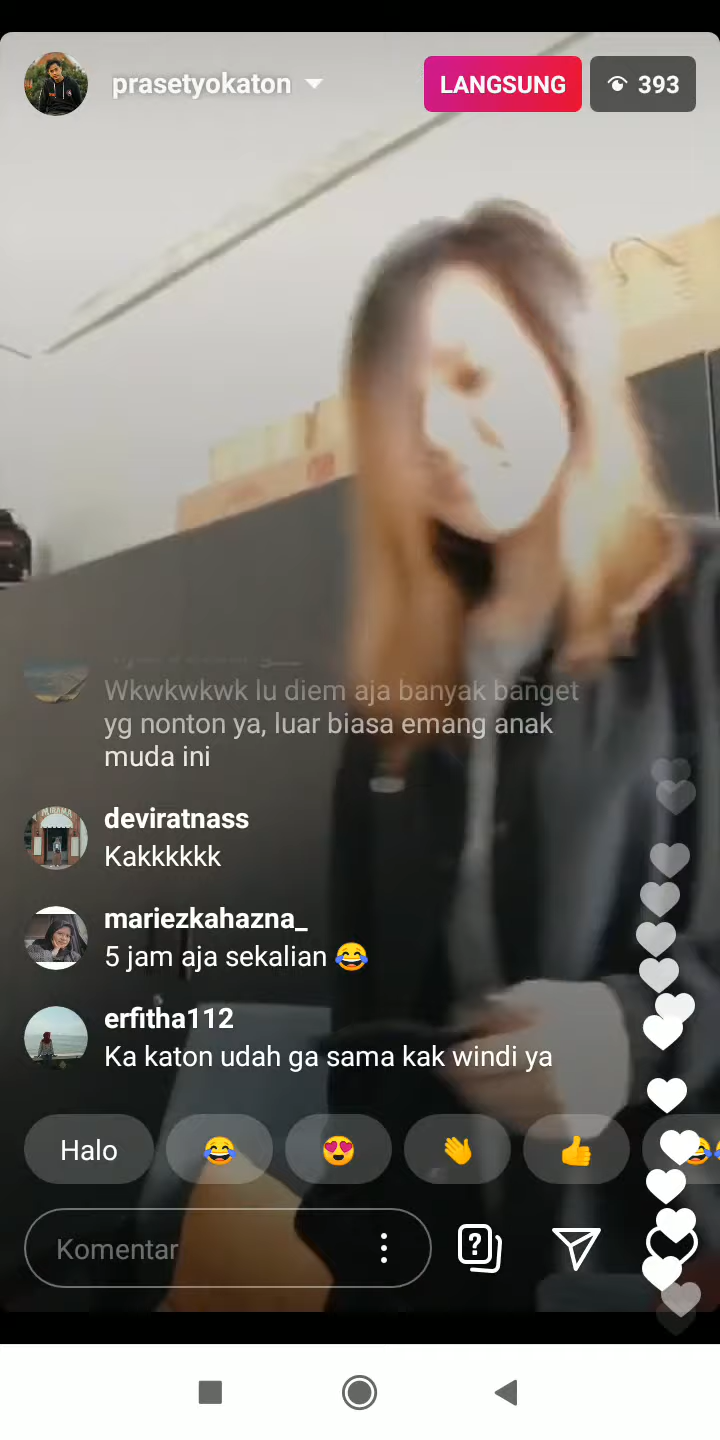 prasetyokaton
LANGSUNG
393
Wkwkwkwk lu diem aja banyak banget
yg nonton ya, luar biasa emang anak
muda ini
deviratnass
Kakkkkkk
mariezkahazna_
5 jam aja sekalian 😂
erfitha112
Ka katon udah ga sama kak windi ya
Halo
Komentar